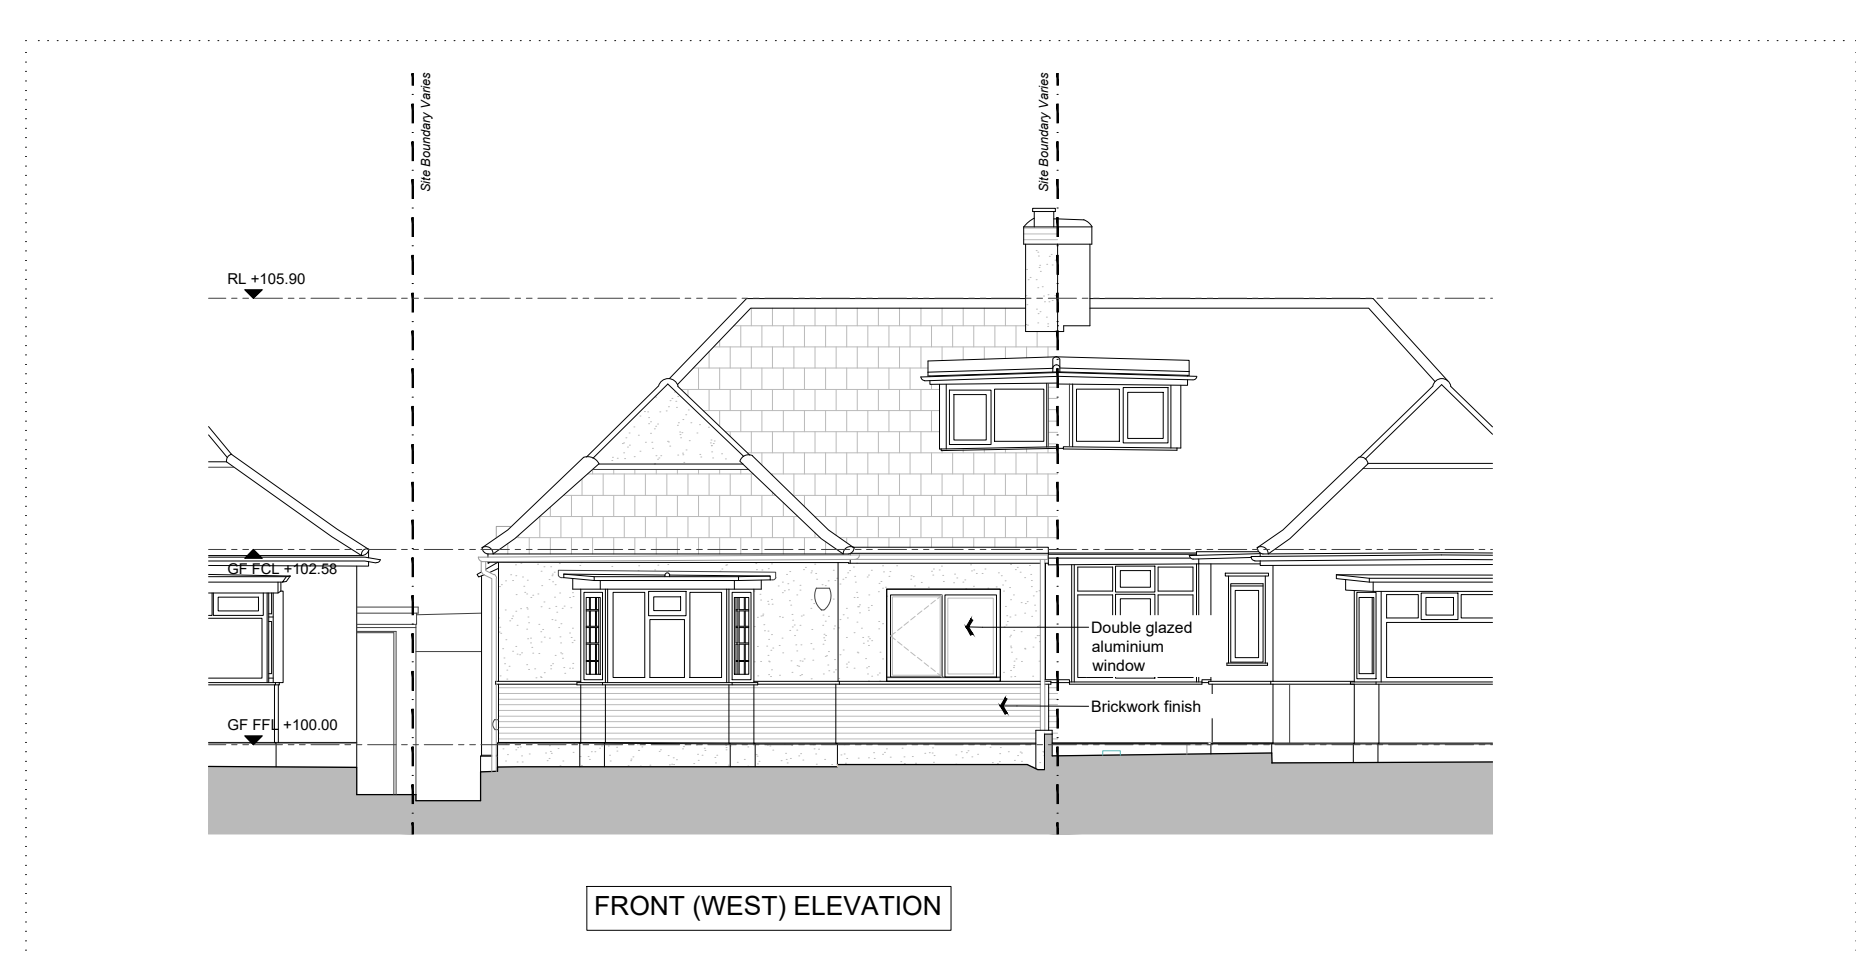 Site Boundary Varies
Site Boundary Varies
RL +105.90
GF FCL +102.58
Double glazed
aluminium
window
Brickwork finish
GF FFL +100.00
FRONT (WEST) ELEVATION